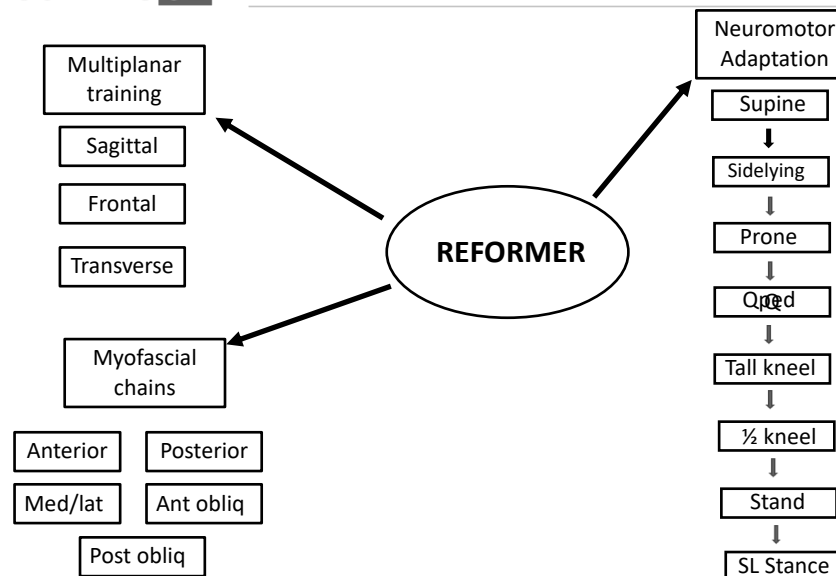 Neuromotor
Adaptation
Multiplanar
training
Supine
Sagittal
Sidelying
Frontal
Prone
REFORMER
Transverse
Qped
Tall kneel
Myofascial
chains
½ kneel
Anterior
Posterior
Med/lat
Ant obliq
Stand
Post obliq
SL Stance